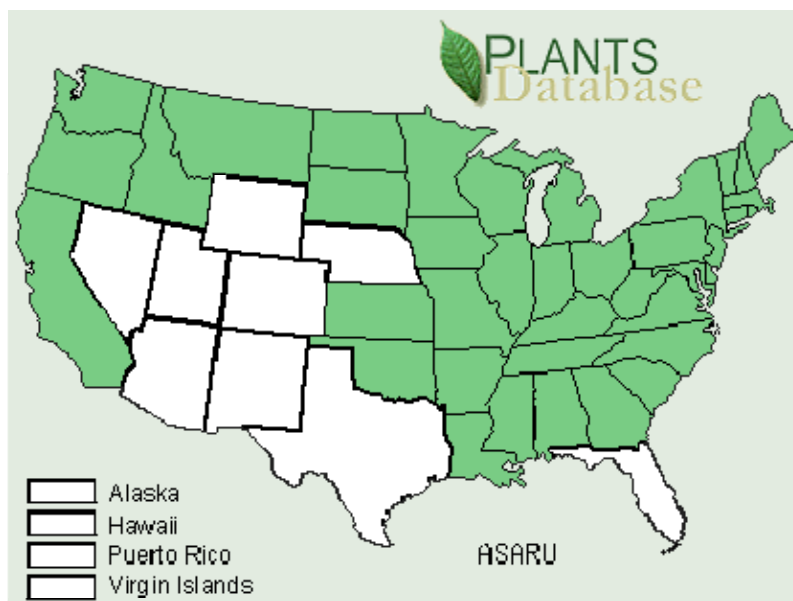 PLANTS
Database
Alaska
Hawaii
Puerto Rico
Virgin Islands
ASARU